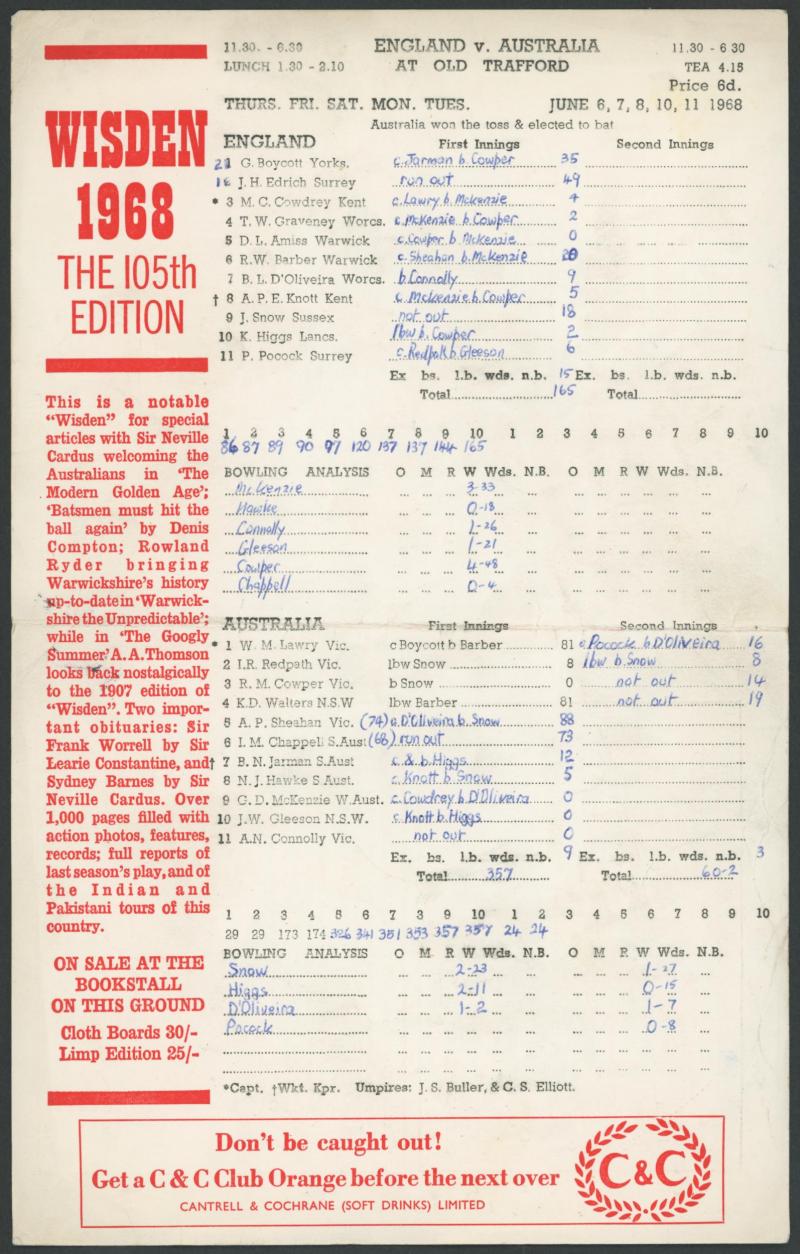 11.30. - 6.30 ENGLAND v. AUSTRALIA 11.30 - 6 30
LUNCH 1.30 - 2.10 AT OLD TRAFFORD TEA 4.15
Price 6d.
THURS. FRI. SAT. MON. TUES. JUNE 6, 7, 8, 10, 11 1968
Australia won the toss & elected to bat
ENGLAND First Innings Second Innings
G. Boycott Yorks. c. Jarman b. Cowper 35
J.H. Edrich Surrey run out 49
* 3 M.C. Cowdrey Kent c. Lawry b. McKenzie 4
4 T.W. Graveney Worcs. c. McKenzie b. Cowper 2
5 D.L. Amiss Warwick c. Cowper b. McKenzie 0
6 R.W. Barber Warwick c. Sheahan b. McKenzie 20
7 B.L. D'Oliveira Worcs. b Connolly 9
† 8 A.P.E. Knott Kent c. McKenzie b. Cowper 5
9 J. Snow Sussex not out 18
10 K. Higgs Lancs. lbw b. Cowper 2
11 P. Pocock Surrey c. Redpath b. Gleeson 6
Ex bs. l.b. wds. n.b. 15 Ex. bs. l.b. wds. n.b.
Total 165 Total
1 2 3 4 5 6 7 8 9 10 1 2 3 4 5 6 7 8 9 10
86 87 89 90 97 120 137 137 144 165
BOWLING ANALYSIS O M R W Wds. N.B. O M R W Wds. N.B.
McKenzie 3-33
Hawke 0-18
Connolly 1-26
Gleeson 1-21
Cowper 4-48
Chappell 0-4
AUSTRALIA First Innings Second Innings
* 1 W. M. Lawry Vic. c Boycott b Barber 81 c. Pocock b D'Oliveira 16
2 I.R. Redpath Vic. lbw Snow 8 lbw b. Snow 8
3 R. M. Cowper Vic. b Snow 0 not out 14
4 K.D. Walters N.S.W lbw Barber 81 not out 19
5 A. P. Sheahan Vic. (74) c. D'Oliveira b. Snow 88
6 I. M. Chappell S.Aust (68) run out 73
† 7 B. N. Jarman S.Aust c. & b. Higgs 12
8 N.J. Hawke S Aust. c. Knott b. Snow 5
9 G. D. McKenzie W.Aust. c. Cowdrey b. D'Oliveira 0
10 J.W. Gleeson N.S.W. c. Knott b. Higgs 0
11 A.N. Connolly Vic. not out 0
Ex. bs. l.b. wds. n.b. 9 Ex. bs. l.b. wds. n.b. 3
Total 357 Total 60-2
1 2 3 4 5 6 7 8 9 10 1 2 3 4 5 6 7 8 9 10
29 29 173 174 326 341 351 353 357 357 24 24
BOWLING ANALYSIS O M R W Wds. N.B. O M R W Wds. N.B.
Snow 2-23 1-27
Higgs 2-11 0-15
D'Oliveira 1-2 1-7
Pocock 0-8
*Capt. †Wkt. Kpr. Umpires: J. S. Buller, & C. S. Elliott.
WISDEN
1968
THE 105th
EDITION
This is a notable
"Wisden" for special
articles with Sir Neville
Cardus welcoming the
Australians in 'The
Modern Golden Age';
'Batsmen must hit the
ball again' by Denis
Compton; Rowland
Ryder bringing
Warwickshire's history
up-to-date in 'Warwick-
shire the Unpredictable';
while in 'The Googly
Summer' A. A. Thomson
looks back nostalgically
to the 1907 edition of
"Wisden". Two impor-
tant obituaries: Sir
Frank Worrell by Sir
Learie Constantine, and
Sydney Barnes by Sir
Neville Cardus. Over
1,000 pages filled with
action photos, features,
records; full reports of
last season's play, and of
the Indian and
Pakistani tours of this
country.
ON SALE AT THE
BOOKSTALL
ON THIS GROUND
Cloth Boards 30/-
Limp Edition 25/-
Don't be caught out!
Get a C & C Club Orange before the next over
CANTRELL & COCHRANE (SOFT DRINKS) LIMITED
C&C